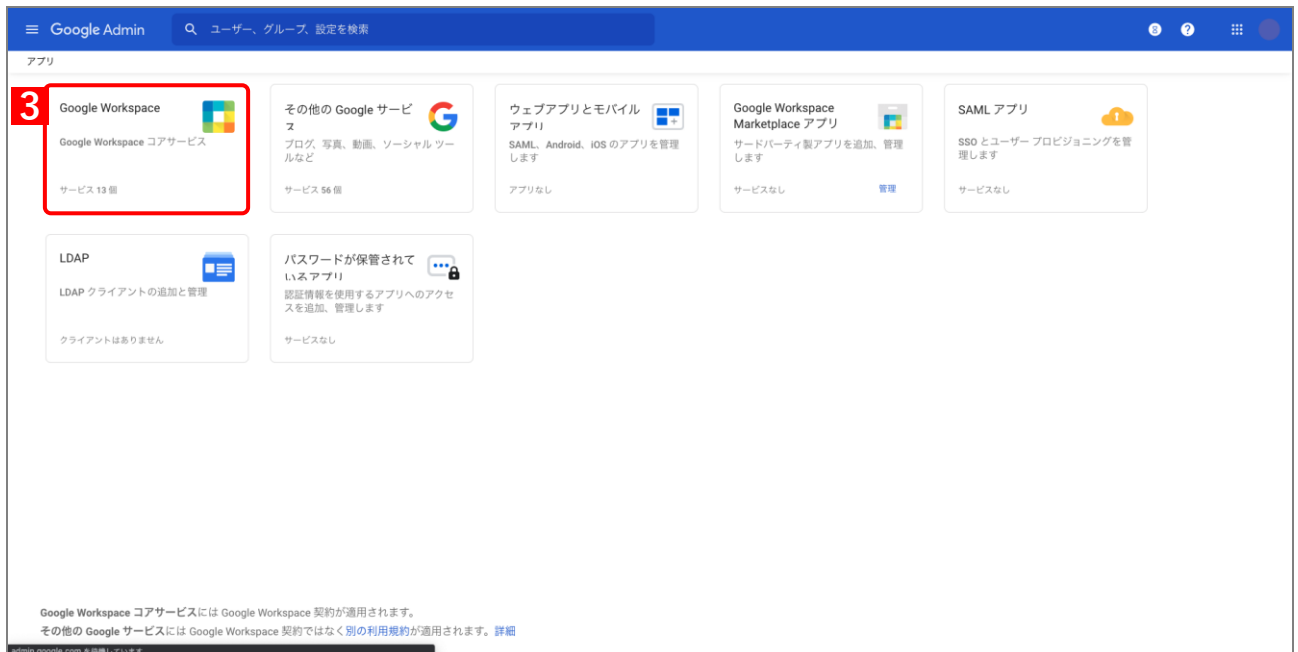 Google Admin
ユーザー、グループ、設定を検索
アプリ
3
Google Workspace
Google Workspace コアサービス
サービス 13 個
その他の Google サービ
ス
ブログ、写真、動画、ソーシャル ツー
ルなど
サービス 56 個
ウェブアプリとモバイル
アプリ
SAML、Android、iOS のアプリを管理
します
アプリなし
Google Workspace
Marketplace アプリ
サードパーティ製アプリを追加、管理
します
サービスなし
管理
SAML アプリ
SSO とユーザー プロビジョニングを管
理します
サービスなし
LDAP
LDAP クライアントの追加と管理
クライアントはありません
パスワードが保管されて
いるアプリ
認証情報を使用するアプリへのアクセ
スを追加、管理します
サービスなし
Google Workspace コアサービスには Google Workspace 契約が適用されます。
その他の Google サービスには Google Workspace 契約ではなく別の利用規約が適用されます。詳細
admin.google.com を待機しています